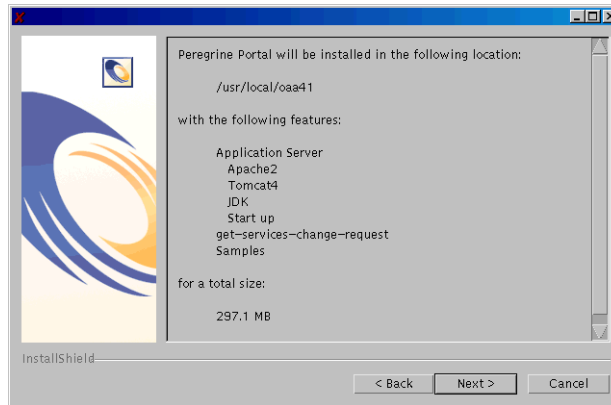 Peregrine Portal will be installed in the following location:
/usr/local/oaa41
with the following features:
Application Server
Apache2
Tomcat4
JDK
Start up
get-services-change-request
Samples
for a total size:
297.1 MB
InstallShield
< Back
Next >
Cancel